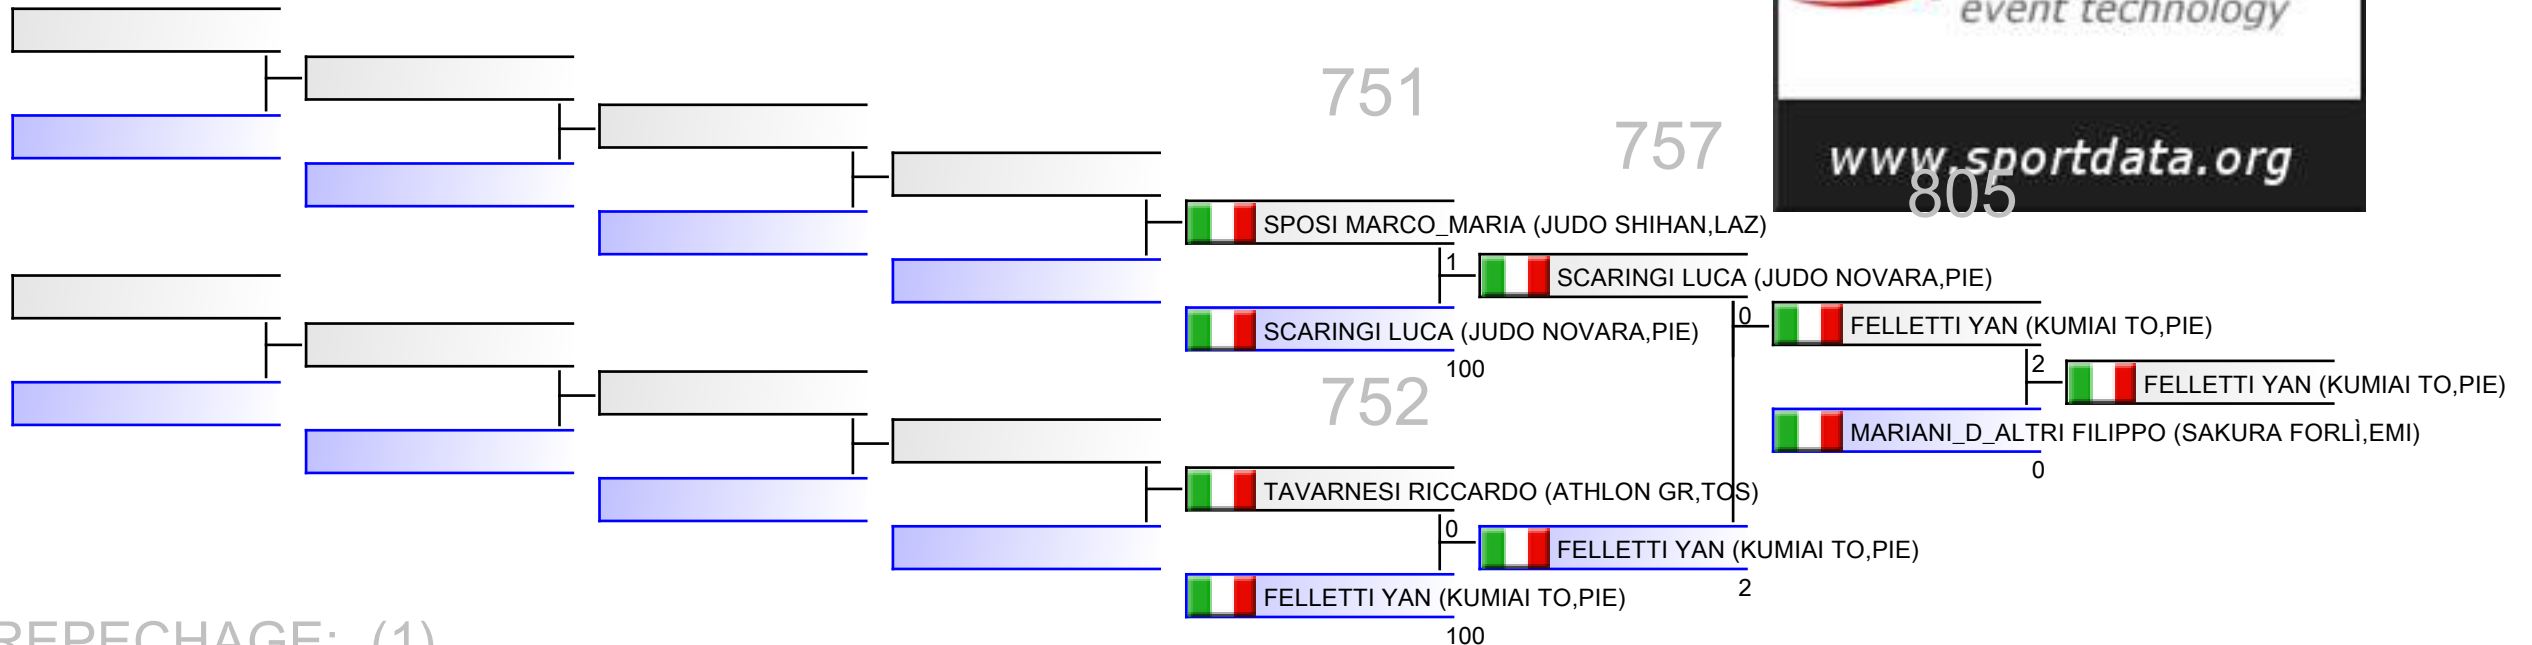 event technology
751
757
www.sportdata.org
805
SPOSI MARCO_MARIA (JUDO SHIHAN,LAZ)
1
SCARINGI LUCA (JUDO NOVARA,PIE)
0
FELLETTI YAN (KUMIAI TO,PIE)
SCARINGI LUCA (JUDO NOVARA,PIE)
100
2
FELLETTI YAN (KUMIAI TO,PIE)
752
MARIANI_D_ALTRI FILIPPO (SAKURA FORLÌ,EMI)
0
TAVARNESI RICCARDO (ATHLON GR,TOS)
0
FELLETTI YAN (KUMIAI TO,PIE)
2
FELLETTI YAN (KUMIAI TO,PIE)
100
REPECHAGE: (1)